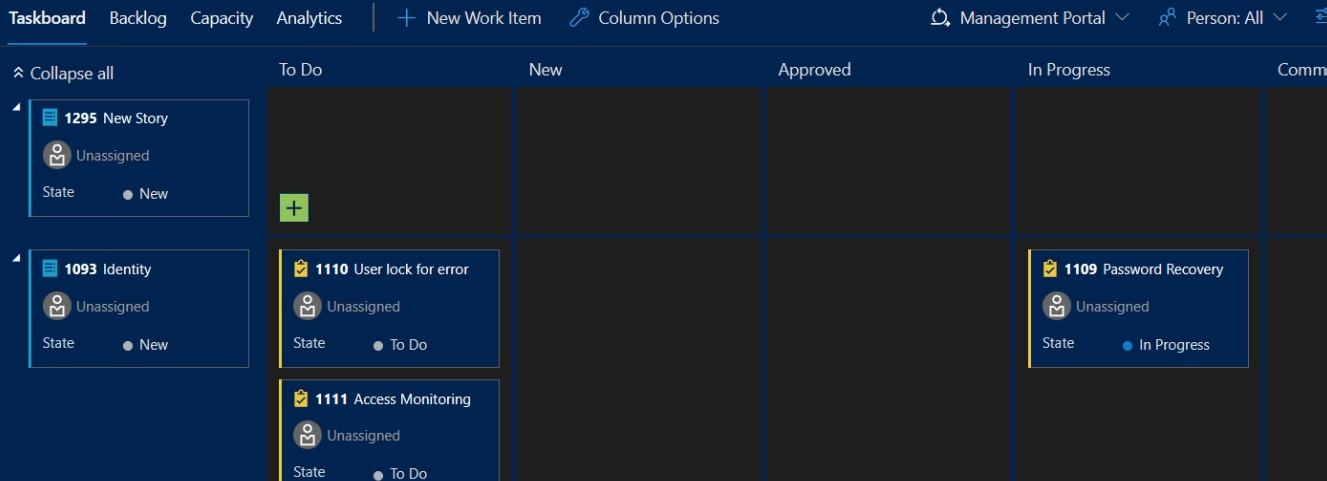 Taskboard Backlog Capacity Analytics New Work Item Column Options Management Portal Person: All
Collapse all To Do New Approved In Progress Comm
1295 New Story
Unassigned
State New
1093 Identity
Unassigned
State New
1110 User lock for error
Unassigned
State To Do
1111 Access Monitoring
Unassigned
State To Do
1109 Password Recovery
Unassigned
State In Progress